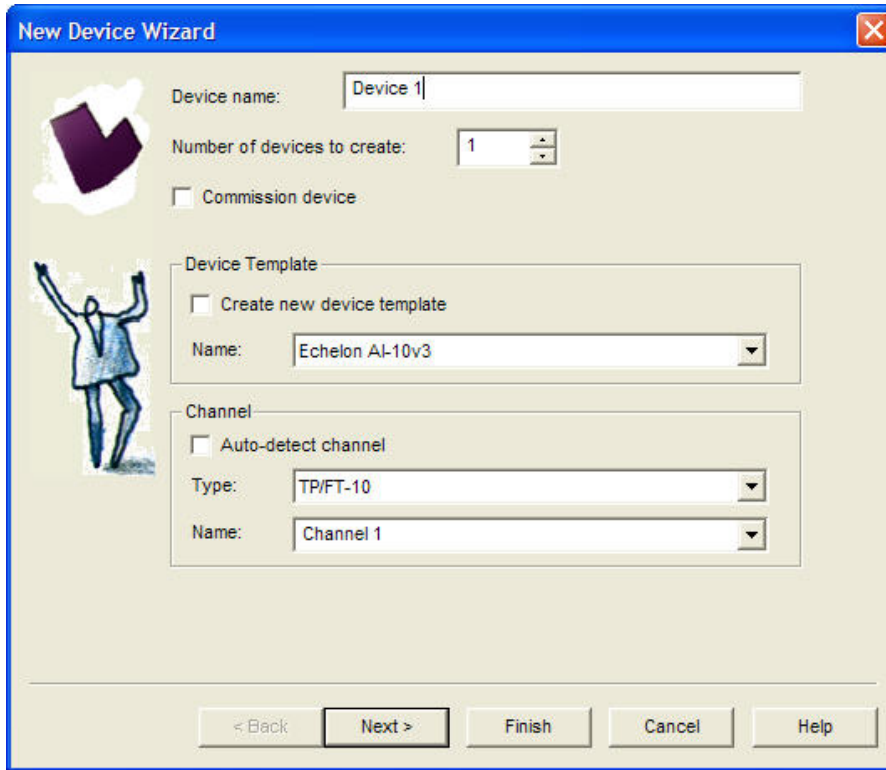 New Device Wizard
Device name: Device 1
Number of devices to create: 1
Commission device
Device Template
Create new device template
Name: Echelon AI-10v3
Channel
Auto-detect channel
Type: TP/FT-10
Name: Channel 1
< Back Next > Finish Cancel Help